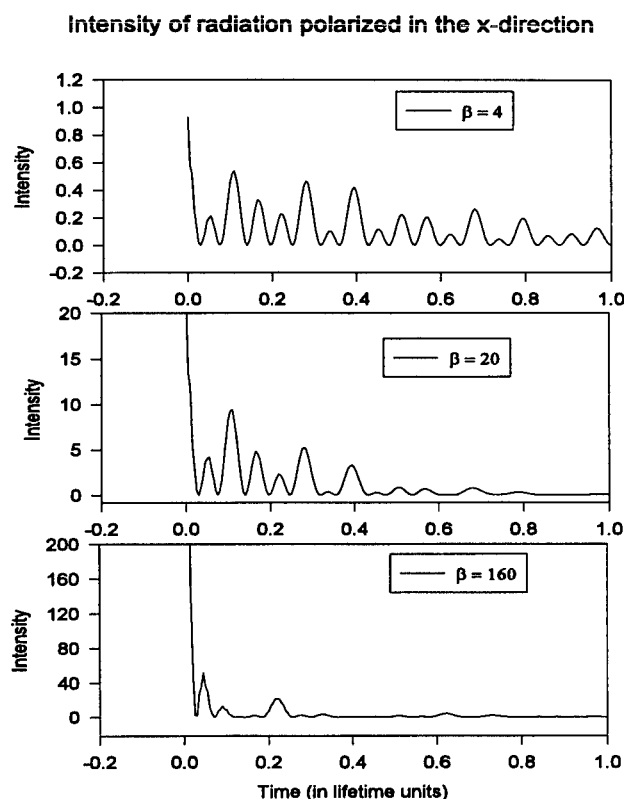 Intensity of radiation polarized in the x-direction
1.2
1.0
0.8
0.6
0.4
0.2
0.0
-0.2
Intensity
β = 4
-0.2 0.0 0.2 0.4 0.6 0.8 1.0
20
15
10
5
0
Intensity
β = 20
-0.2 0.0 0.2 0.4 0.6 0.8 1.0
200
160
120
80
40
0
Intensity
β = 160
-0.2 0.0 0.2 0.4 0.6 0.8 1.0
Time (in lifetime units)